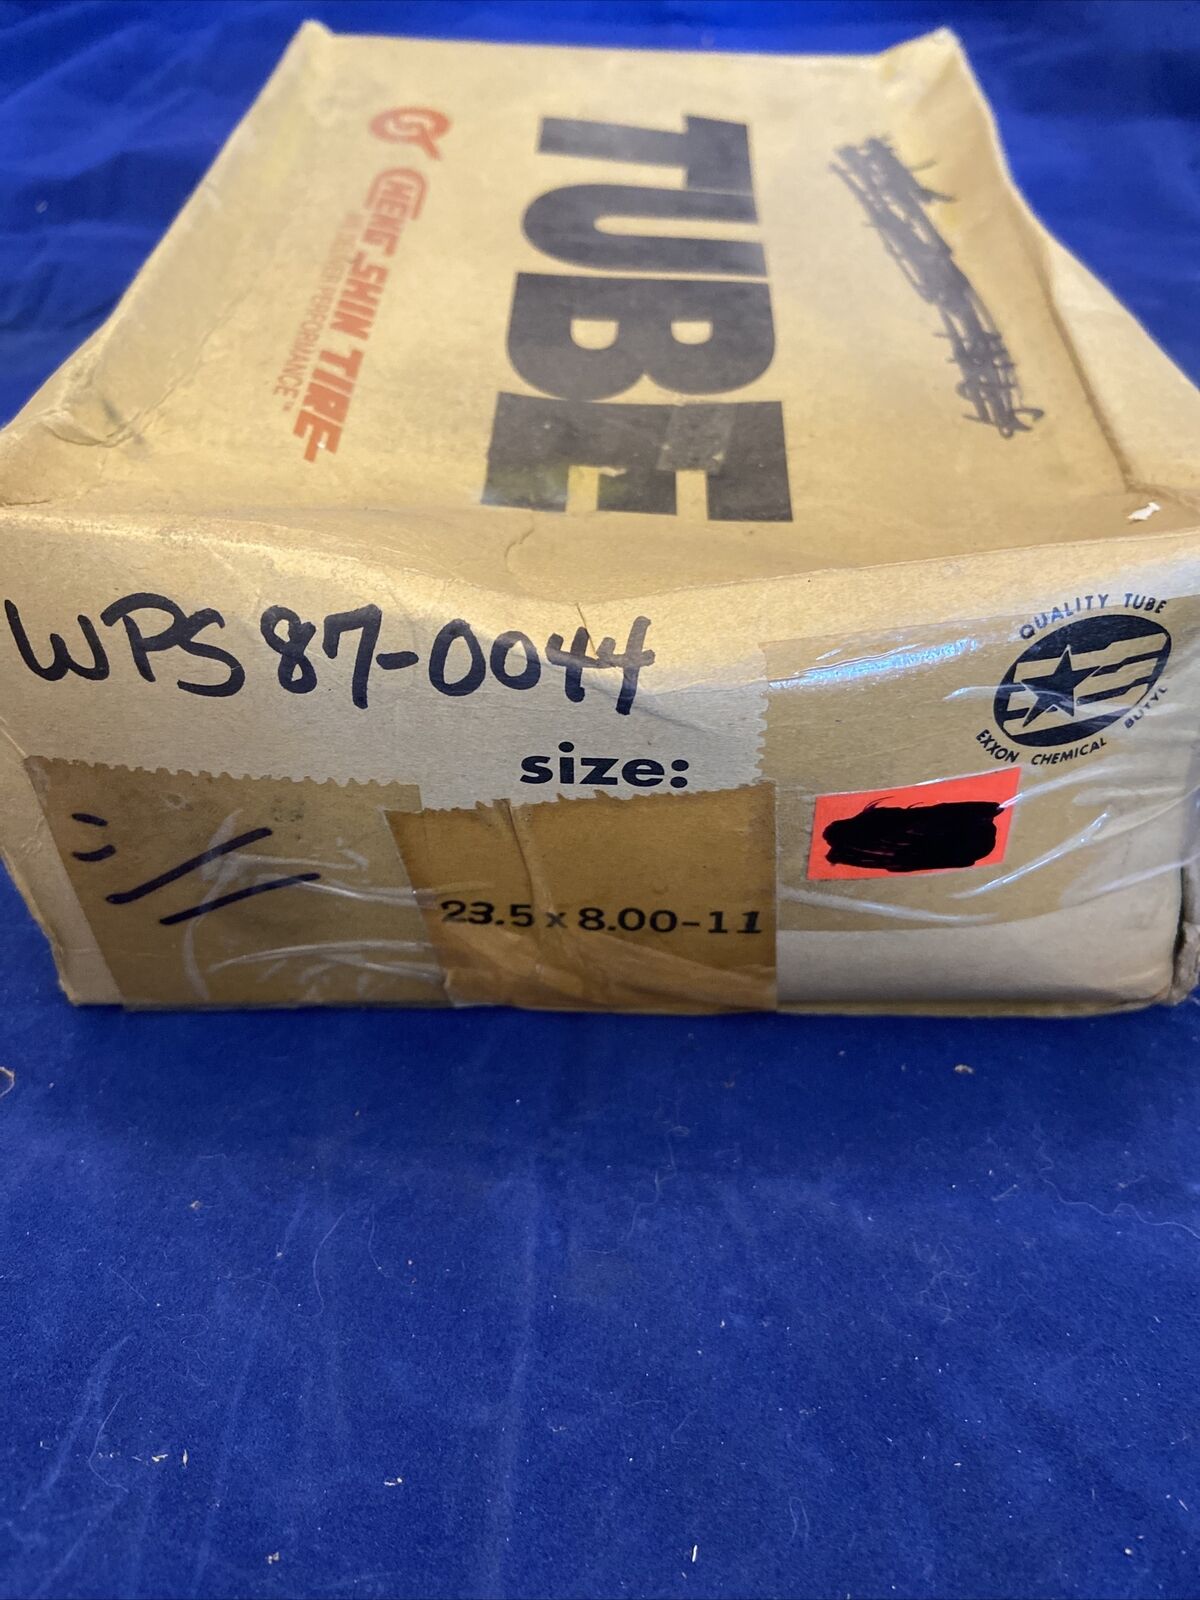 TUBE
CHENG SHIN TIRE
WPS 87-0044
size:
23.5 x 8.00-11
QUALITY TUBE
EXXON CHEMICAL BUTYL